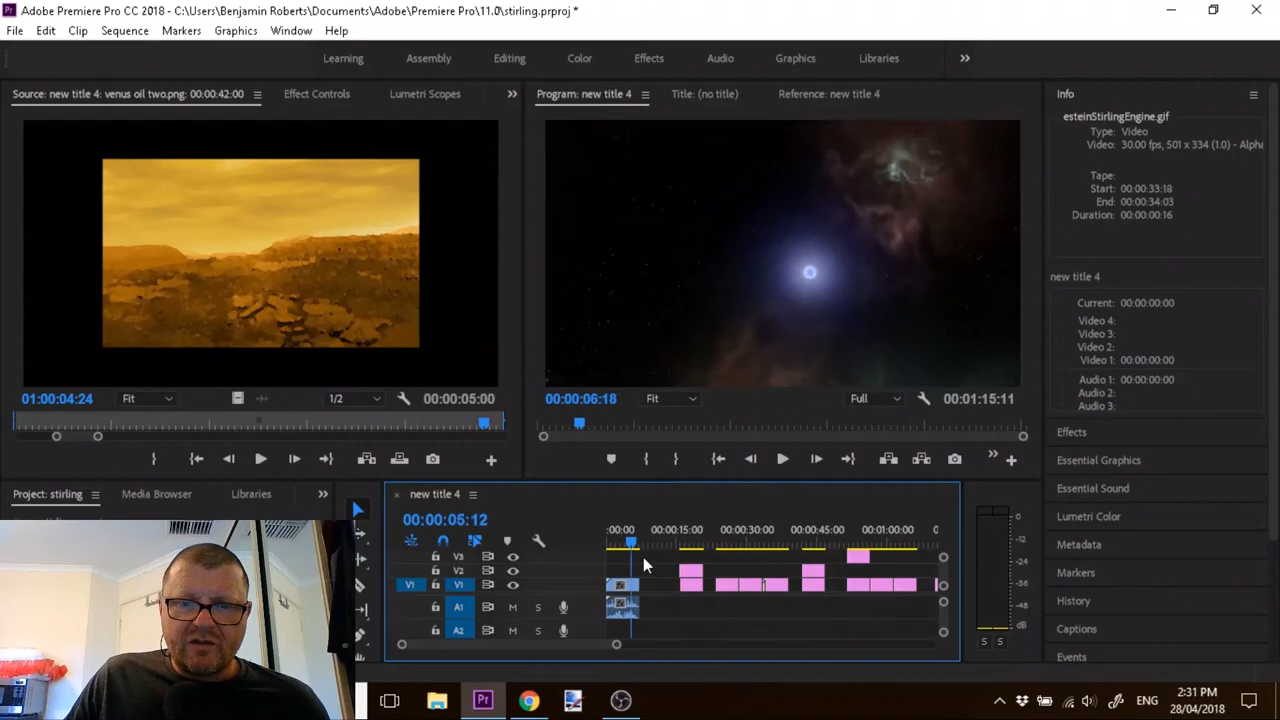 Adobe Premiere Pro CC 2018 - C:\Users\Benjamin Roberts\Documents\Adobe\Premiere Pro\11.0\stirling.prproj *
File Edit Clip Sequence Markers Graphics Window Help
Learning Assembly Editing Color Effects Audio Graphics Libraries
Source: new title 4: venus oil two.png: 00:00:42:00 Effect Controls Lumetri Scopes
Program: new title 4 Title: (no title) Reference: new title 4
Info
esteinStirlingEngine.gif
Type: Video
Video: 30.00 fps, 501 x 334 (1.0) - Alpha
Tape:
Start: 00:00:33:18
End: 00:00:34:03
Duration: 00:00:00:16
new title 4
Current: 00:00:00:00
Video 4:
Video 3:
Video 2:
Video 1: 00:00:00:00
Audio 1: 00:00:00:00
Audio 2:
Audio 3:
01:00:04:24 Fit 1/2 00:00:05:00
00:00:06:18 Fit Full 00:01:15:11
Effects
Essential Graphics
Essential Sound
Lumetri Color
Metadata
Markers
History
Captions
Events
Project: stirling Media Browser Libraries
new title 4
00:00:05:12
:00:00 00:00:15:00 00:00:30:00 00:00:45:00 00:01:00:00 0
V3
V2
V1 V1
A1 M S
A2 M S
0
-12
-24
-36
-48
dB
S S
Pr
ENG
2:31 PM
28/04/2018